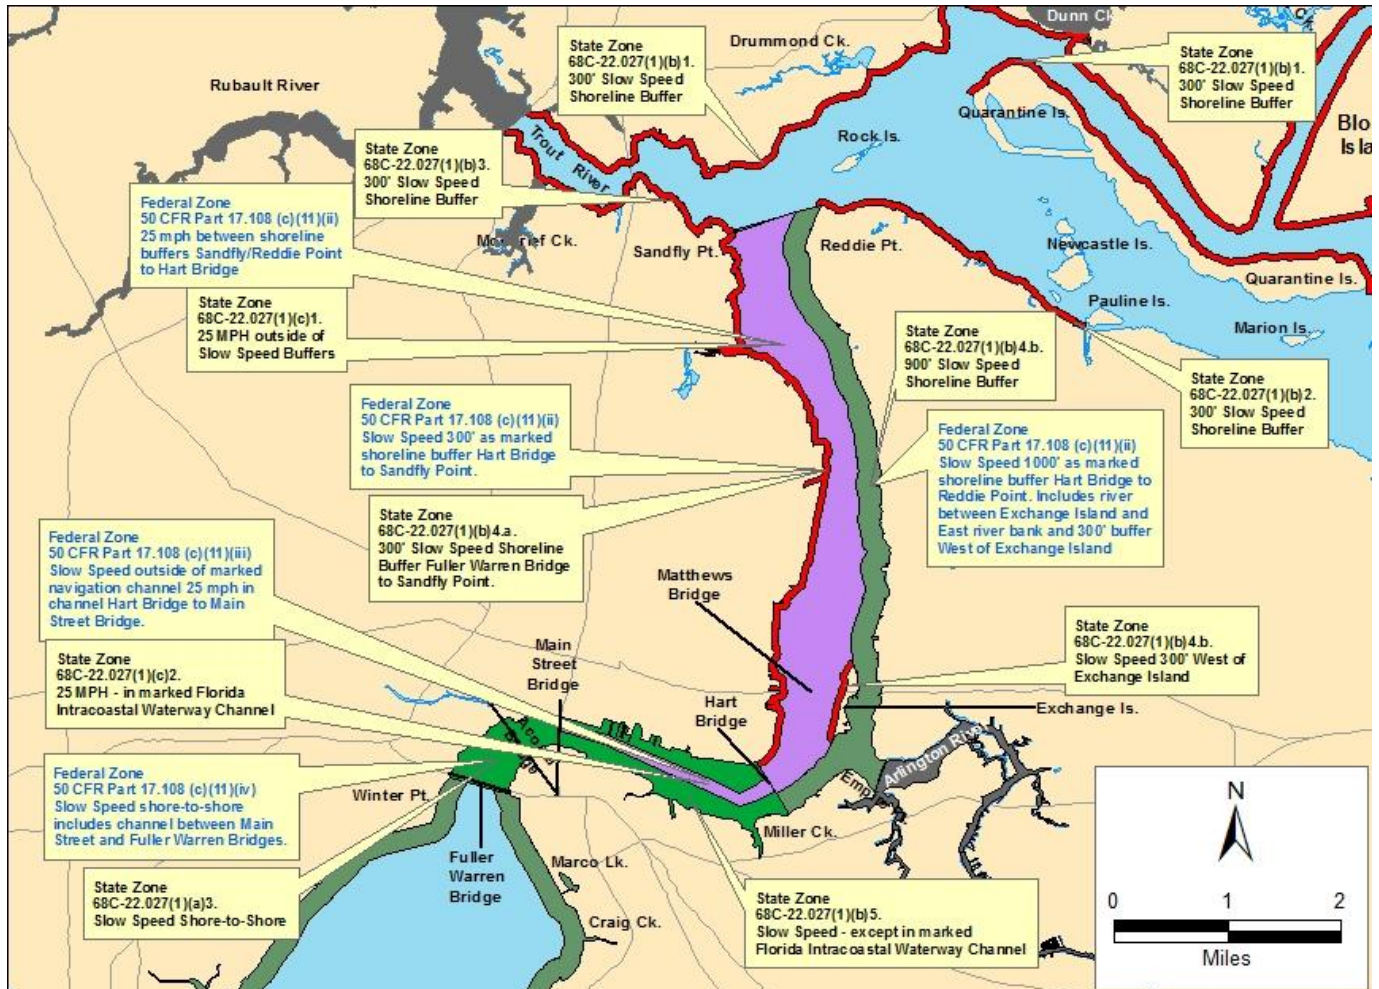 Dunn Ck.
Ck.
Drummond Ck.
State Zone
68C-22.027(1)(b)1.
300' Slow Speed
Shoreline Buffer
State Zone
68C-22.027(1)(b)1.
300' Slow Speed
Shoreline Buffer
Rubault River
Quarantine Is.
Blo
Isla
Rock Is.
Trout River
State Zone
68C-22.027(1)(b)3.
300' Slow Speed
Shoreline Buffer
Federal Zone
50 CFR Part 17.108 (c)(11)(ii)
25 mph between shoreline
buffers Sandfly/Reddie Point
to Hart Bridge
Ck.
Sandfly Pt.
Reddie Pt.
Newcastle Is.
Quarantine Is.
Pauline Is.
Marion Is.
State Zone
68C-22.027(1)(c)1.
25 MPH outside of
Slow Speed Buffers
State Zone
68C-22.027(1)(b)4.b.
900' Slow Speed
Shoreline Buffer
State Zone
68C-22.027(1)(b)2.
300' Slow Speed
Shoreline Buffer
Federal Zone
50 CFR Part 17.108 (c)(11)(ii)
Slow Speed 300' as marked
shoreline buffer Hart Bridge
to Sandfly Point.
Federal Zone
50 CFR Part 17.108 (c)(11)(ii)
Slow Speed 1000' as marked
shoreline buffer Hart Bridge to
Reddie Point. Includes river
between Exchange Island and
East river bank and 300' buffer
West of Exchange Island
State Zone
68C-22.027(1)(b)4.a.
300' Slow Speed Shoreline
Buffer Fuller Warren Bridge
to Sandfly Point.
Federal Zone
50 CFR Part 17.108 (c)(11)(iii)
Slow Speed outside of marked
navigation channel 25 mph in
channel Hart Bridge to Main
Street Bridge.
Matthews
Bridge
State Zone
68C-22.027(1)(b)4.b.
Slow Speed 300' West of
Exchange Island
Main
Street
Bridge
State Zone
68C-22.027(1)(c)2.
25 MPH - in marked Florida
Intracoastal Waterway Channel
Hart
Bridge
Exchange Is.
Arlington River
Federal Zone
50 CFR Part 17.108 (c)(11)(iv)
Slow Speed shore-to-shore
includes channel between Main
Street and Fuller Warren Bridges.
Winter Pt.
Miller Ck.
Fuller
Warren
Bridge
Marco Lk.
Craig Ck.
State Zone
68C-22.027(1)(a)3.
Slow Speed Shore-to-Shore
State Zone
68C-22.027(1)(b)5.
Slow Speed - except in marked
Florida Intracoastal Waterway Channel
N
0 1 2
Miles